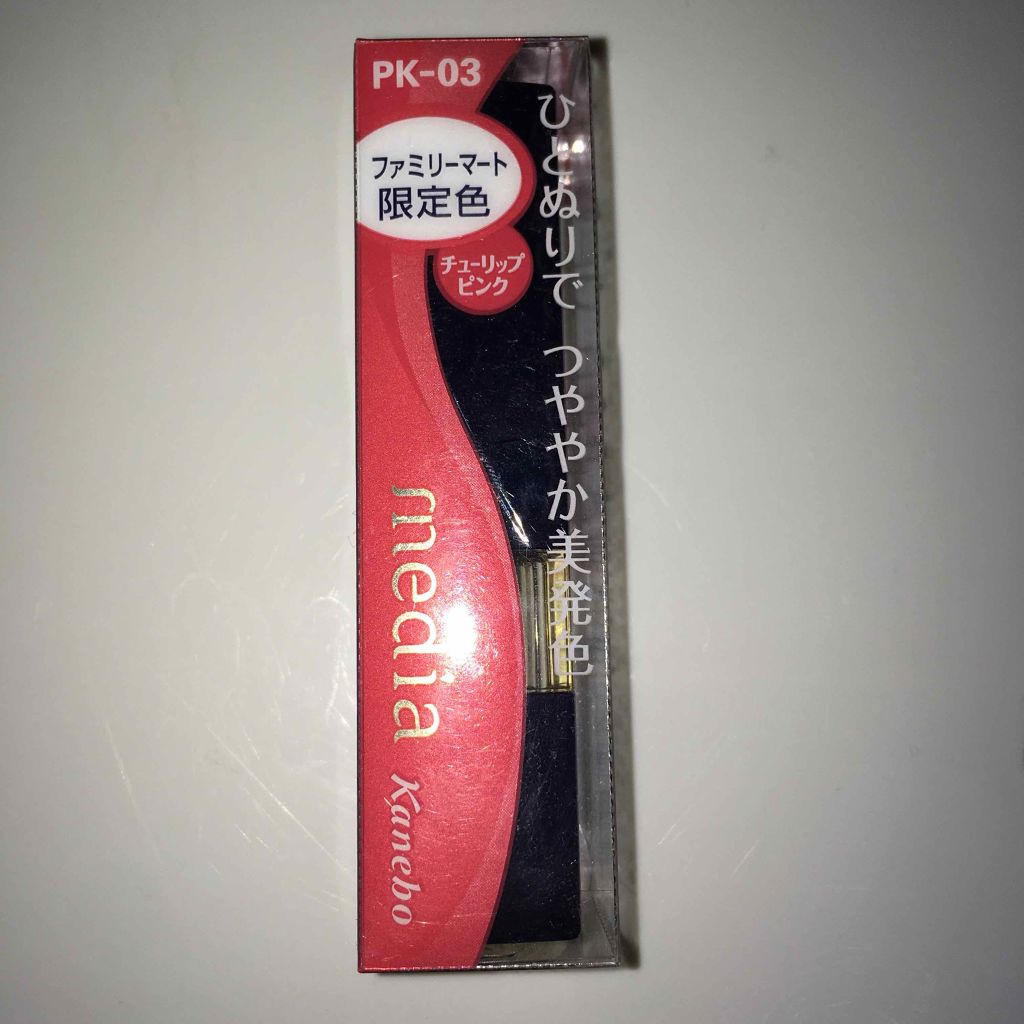 PK-03
ファミリーマート
限定色
チューリップ
ピンク
ひとぬりで つややか美発色
media
Kanebo